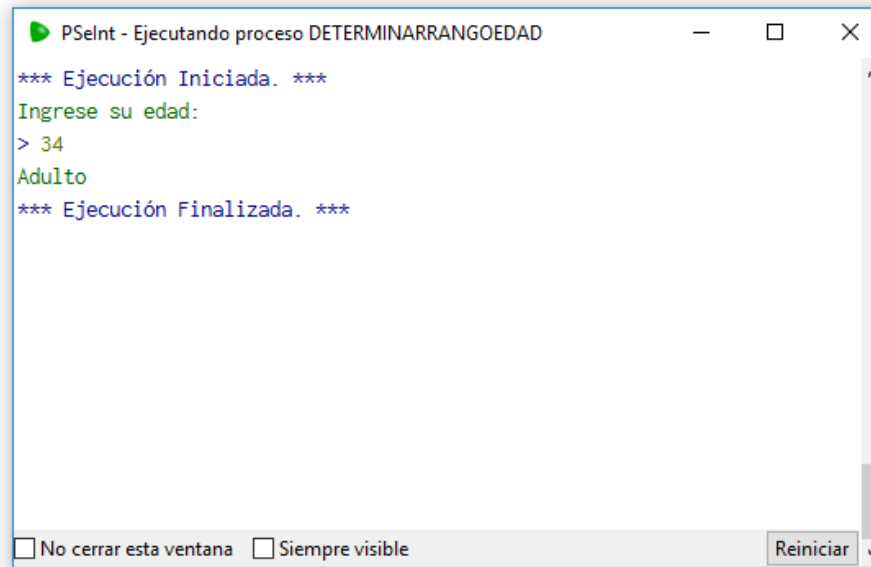 PSeInt - Ejecutando proceso DETERMINARRANGOEDAD
*** Ejecución Iniciada. ***
Ingrese su edad:
> 34
Adulto
*** Ejecución Finalizada. ***
No cerrar esta ventana Siempre visible Reiniciar